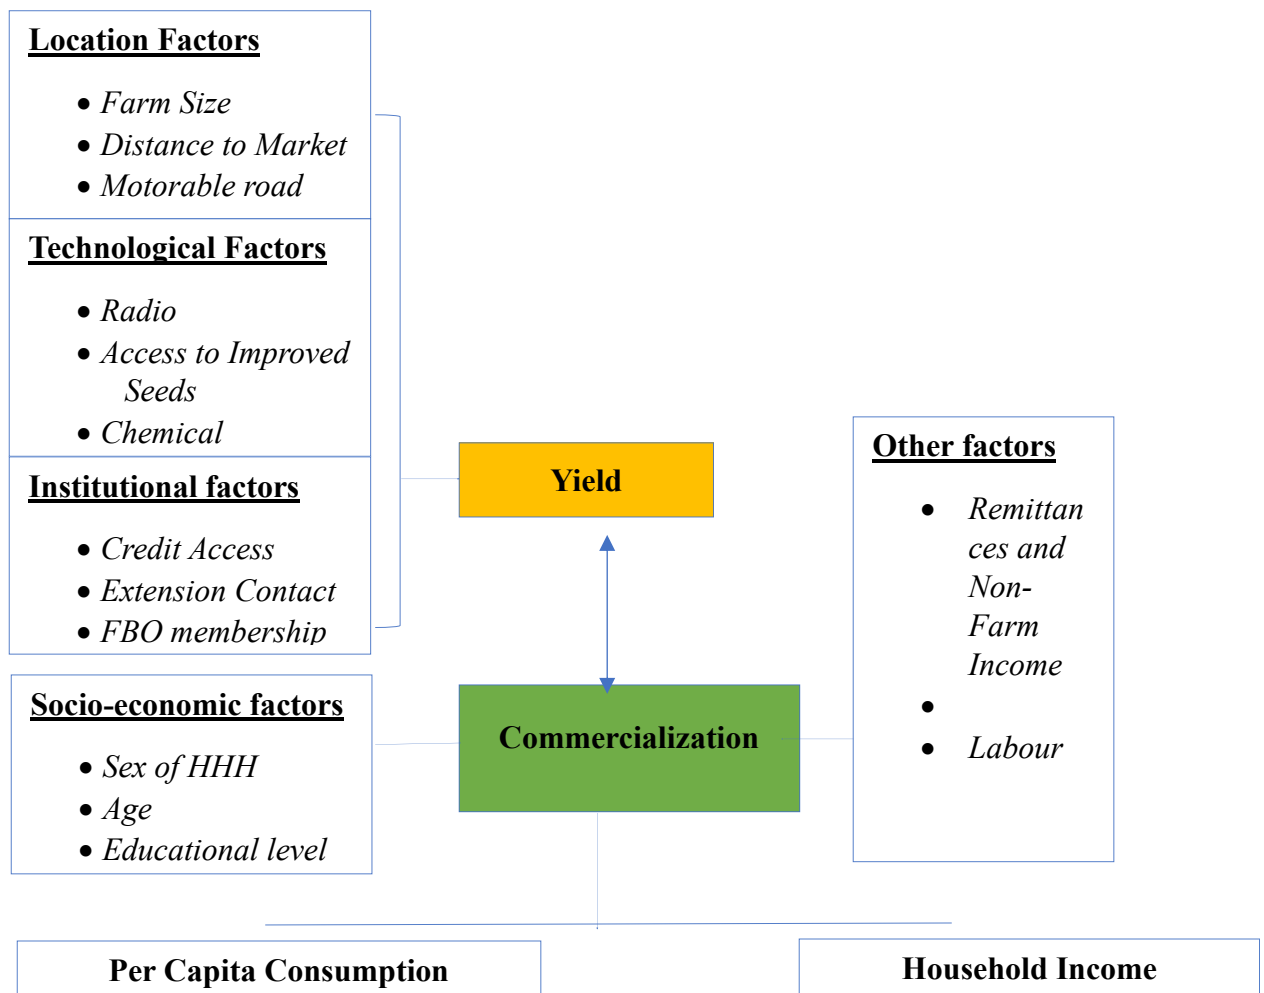 Location Factors
• Farm Size
• Distance to Market
• Motorable road
Technological Factors
• Radio
• Access to Improved
Seeds
• Chemical
Institutional factors
• Credit Access
• Extension Contact
• FBO membership
Socio-economic factors
• Sex of HHH
• Age
• Educational level
Yield
Commercialization
Other factors
• Remittan
ces and
Non-
Farm
Income
•
• Labour
Per Capita Consumption
Household Income